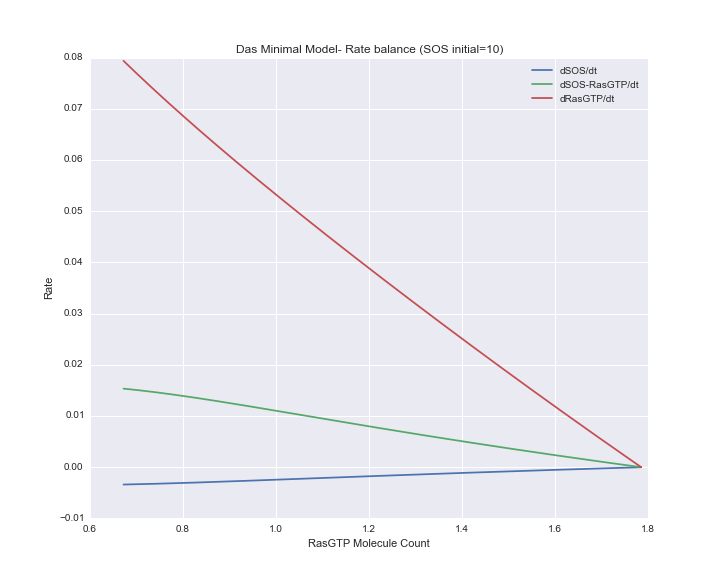 Das Minimal Model- Rate balance (SOS initial=10)
dSOS/dt
dSOS-RasGTP/dt
dRasGTP/dt
0.08
0.07
0.06
0.05
0.04
0.03
0.02
0.01
0.00
−0.01
Rate
0.6 0.8 1.0 1.2 1.4 1.6 1.8
RasGTP Molecule Count